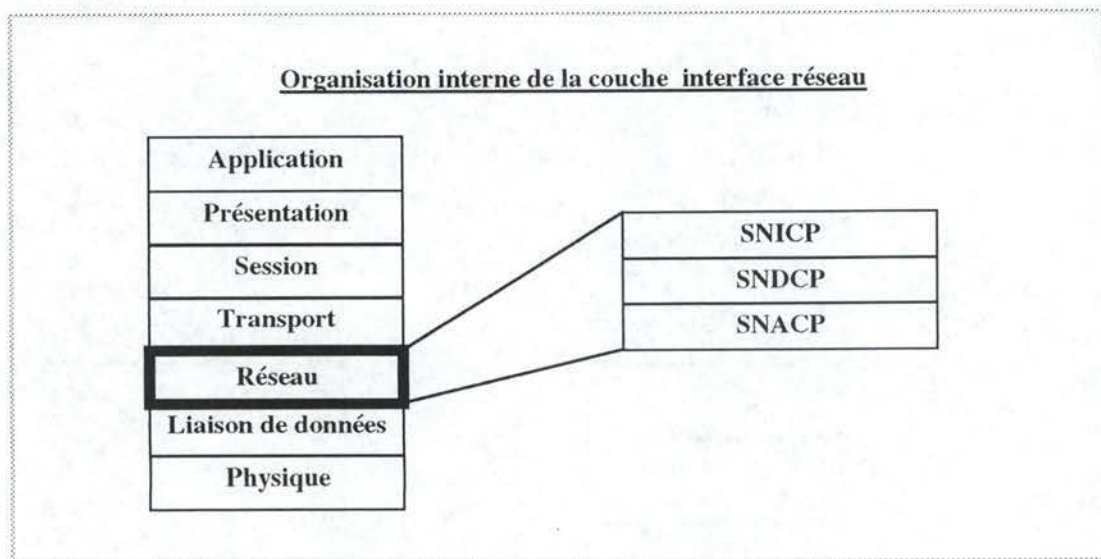 Organisation interne de la couche interface réseau
Application
Présentation
Session
Transport
Réseau
Liaison de données
Physique
SNICP
SNDCP
SNACP